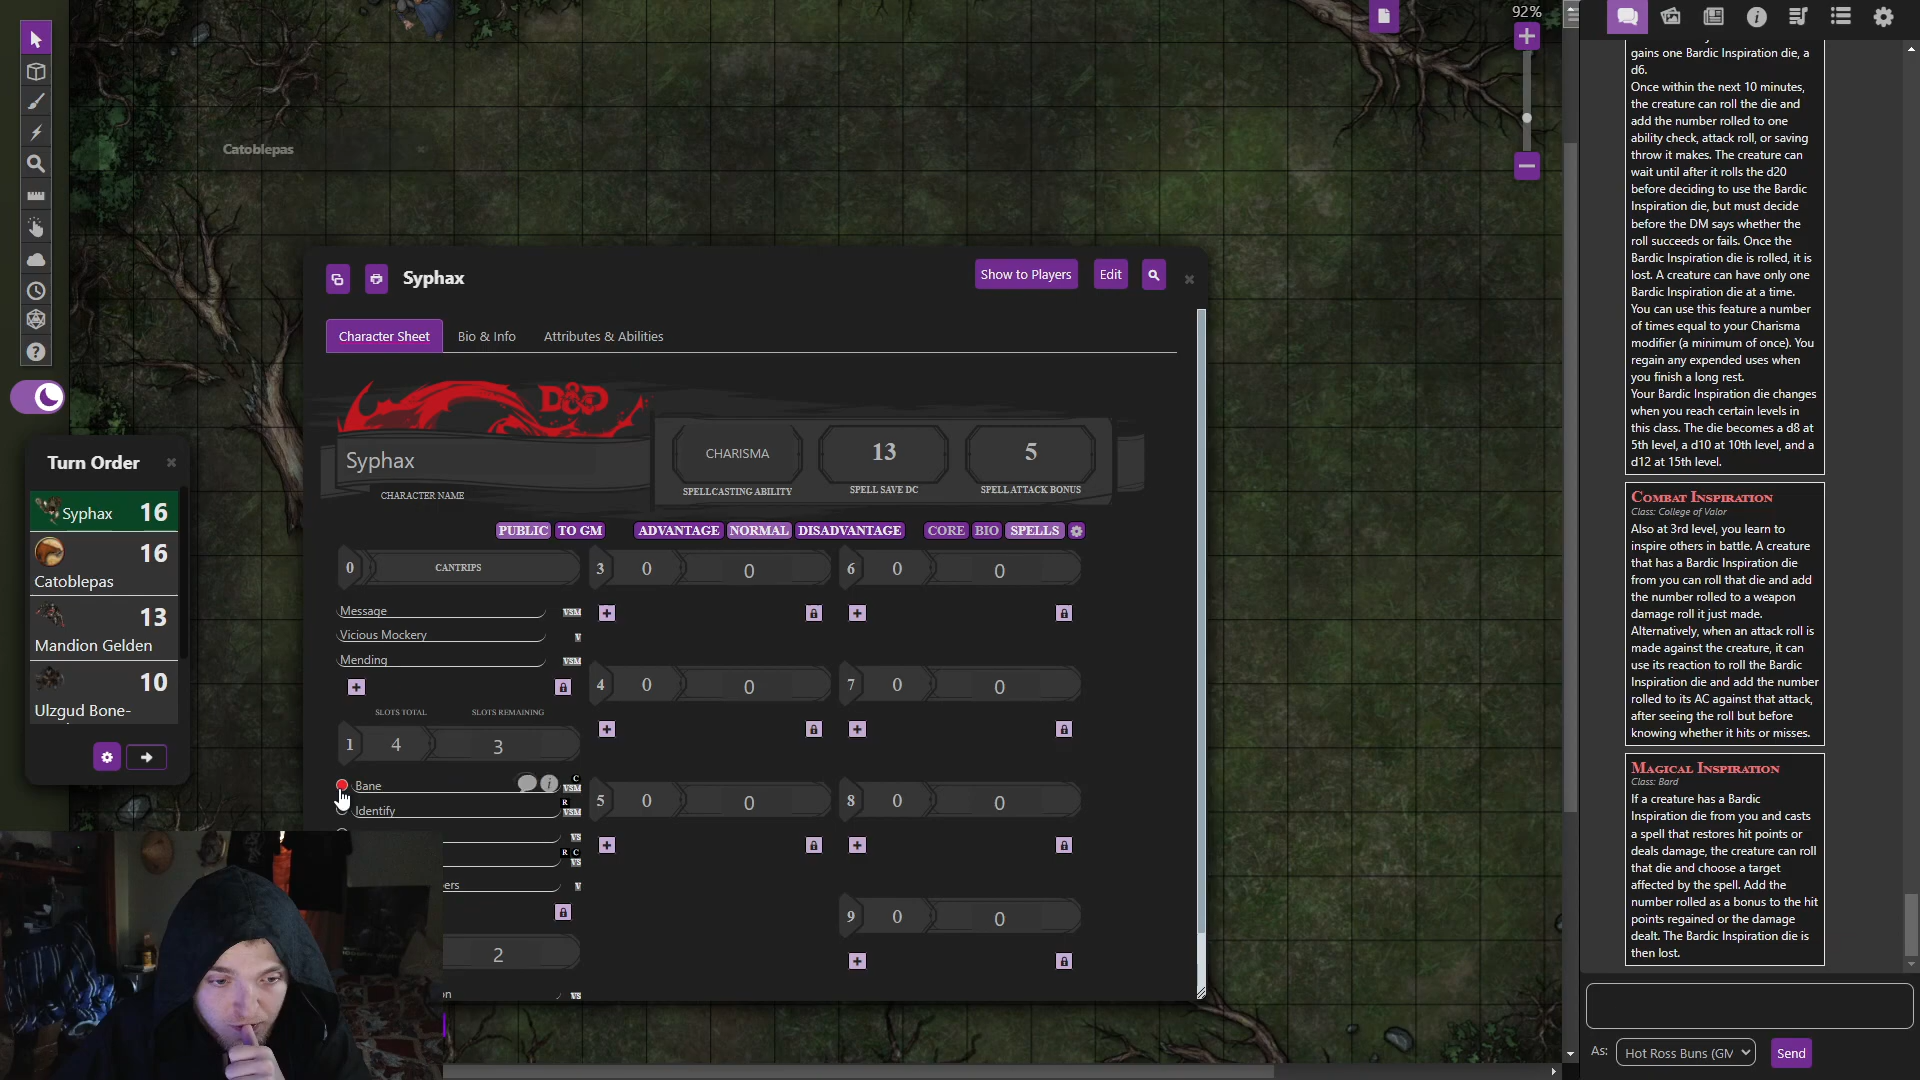 92%
Catoblepas
Syphax
Show to Players
Edit
Character Sheet
Bio & Info
Attributes & Abilities
D&D
Syphax
CHARACTER NAME
CHARISMA
SPELLCASTING ABILITY
13
SPELL SAVE DC
5
SPELL ATTACK BONUS
PUBLIC
TO GM
ADVANTAGE
NORMAL
DISADVANTAGE
CORE
BIO
SPELLS
0
CANTRIPS
Message
VSM
Vicious Mockery
V
Mending
VSM
SLOTS TOTAL
SLOTS REMAINING
1
4
3
Bane
C
VSM
Identify
R
VSM
VS
R C
VS
ers
V
2
on
VS
3
0
0
4
0
0
5
0
0
6
0
0
7
0
0
8
0
0
9
0
0
Turn Order
Syphax
16
16
Catoblepas
13
Mandion Gelden
10
Ulzgud Bone-
gains one Bardic Inspiration die, a
d6.
Once within the next 10 minutes,
the creature can roll the die and
add the number rolled to one
ability check, attack roll, or saving
throw it makes. The creature can
wait until after it rolls the d20
before deciding to use the Bardic
Inspiration die, but must decide
before the DM says whether the
roll succeeds or fails. Once the
Bardic Inspiration die is rolled, it is
lost. A creature can have only one
Bardic Inspiration die at a time.
You can use this feature a number
of times equal to your Charisma
modifier (a minimum of once). You
regain any expended uses when
you finish a long rest.
Your Bardic Inspiration die changes
when you reach certain levels in
this class. The die becomes a d8 at
5th level, a d10 at 10th level, and a
d12 at 15th level.
COMBAT INSPIRATION
Class: College of Valor
Also at 3rd level, you learn to
inspire others in battle. A creature
that has a Bardic Inspiration die
from you can roll that die and add
the number rolled to a weapon
damage roll it just made.
Alternatively, when an attack roll is
made against the creature, it can
use its reaction to roll the Bardic
Inspiration die and add the number
rolled to its AC against that attack,
after seeing the roll but before
knowing whether it hits or misses.
MAGICAL INSPIRATION
Class: Bard
If a creature has a Bardic
Inspiration die from you and casts
a spell that restores hit points or
deals damage, the creature can roll
that die and choose a target
affected by the spell. Add the
number rolled as a bonus to the hit
points regained or the damage
dealt. The Bardic Inspiration die is
then lost.
As:
Hot Ross Buns (GM
Send